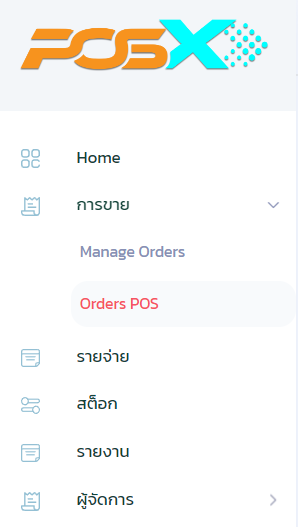 POSX
Home
การขาย
Manage Orders
Orders POS
รายจ่าย
สต็อก
รายงาน
ผู้จัดการ